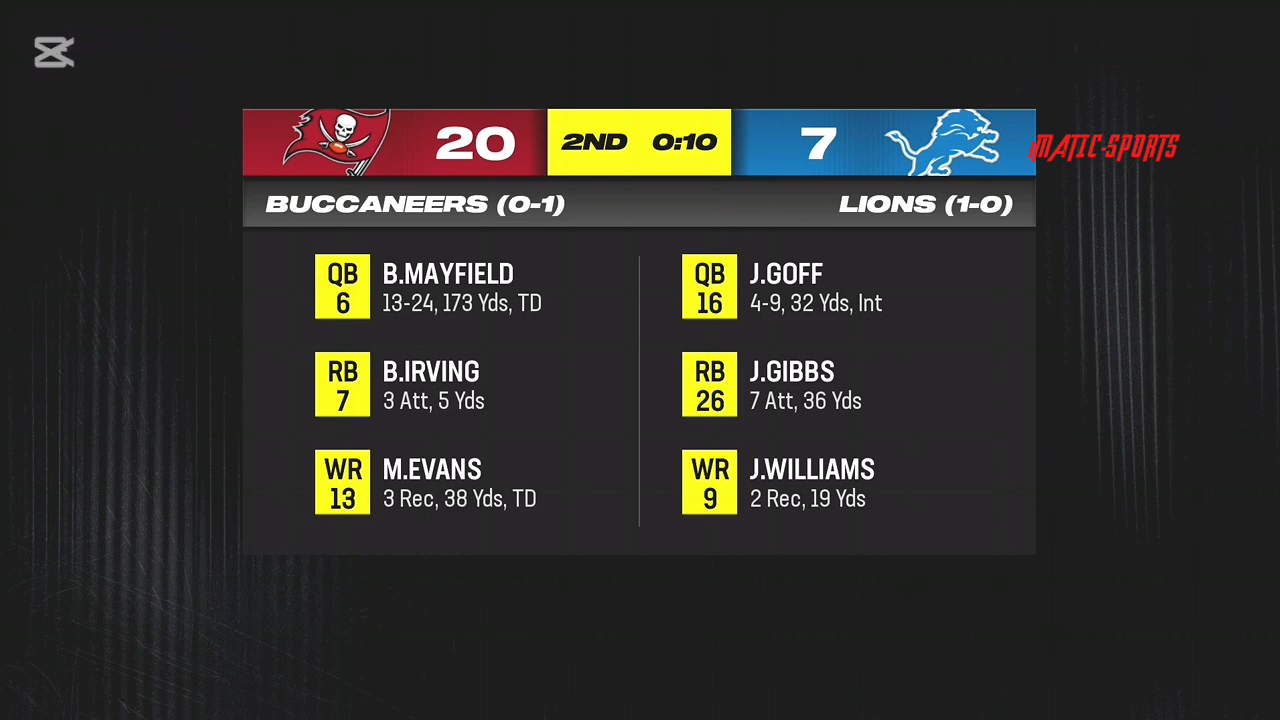 20 2ND 0:10 7
MATIC-SPORTS
BUCCANEERS (0-1) LIONS (1-0)
QB B.MAYFIELD
6 13-24, 173 Yds, TD
RB B.IRVING
7 3 Att, 5 Yds
WR M.EVANS
13 3 Rec, 38 Yds, TD
QB J.GOFF
16 4-9, 32 Yds, Int
RB J.GIBBS
26 7 Att, 36 Yds
WR J.WILLIAMS
9 2 Rec, 19 Yds